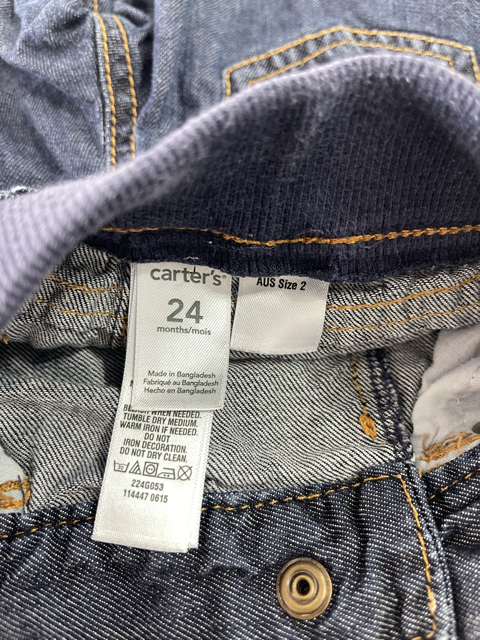 carter's®
24
months/mois
Made in Bangladesh
Fabriqué au Bangladesh
Hecho en Bangladesh
AUS Size 2
WHEN NEEDED.
TUMBLE DRY MEDIUM.
WARM IRON IF NEEDED.
DO NOT
IRON DECORATION.
DO NOT DRY CLEAN.
224G053
114447 0615